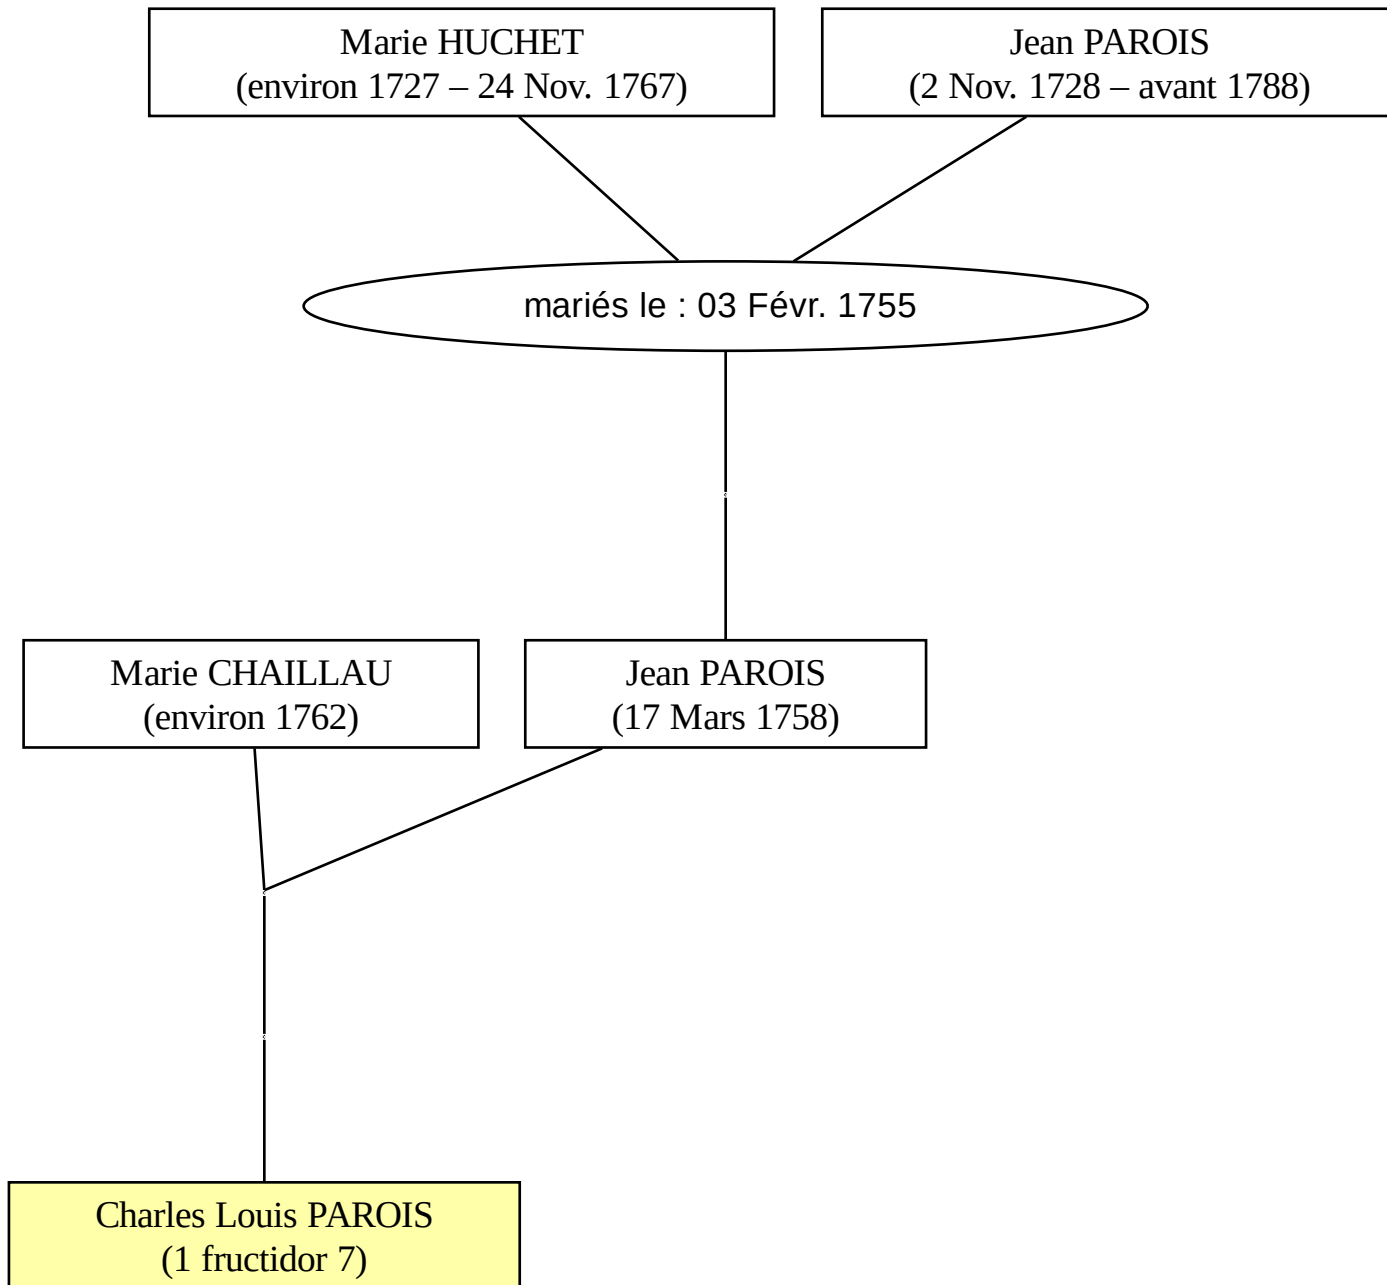 Marie HUCHET
(environ 1727 – 24 Nov. 1767)
Jean PAROIS
(2 Nov. 1728 – avant 1788)
mariés le : 03 Févr. 1755
Marie CHAILLAU
(environ 1762)
Jean PAROIS
(17 Mars 1758)
Charles Louis PAROIS
(1 fructidor 7)